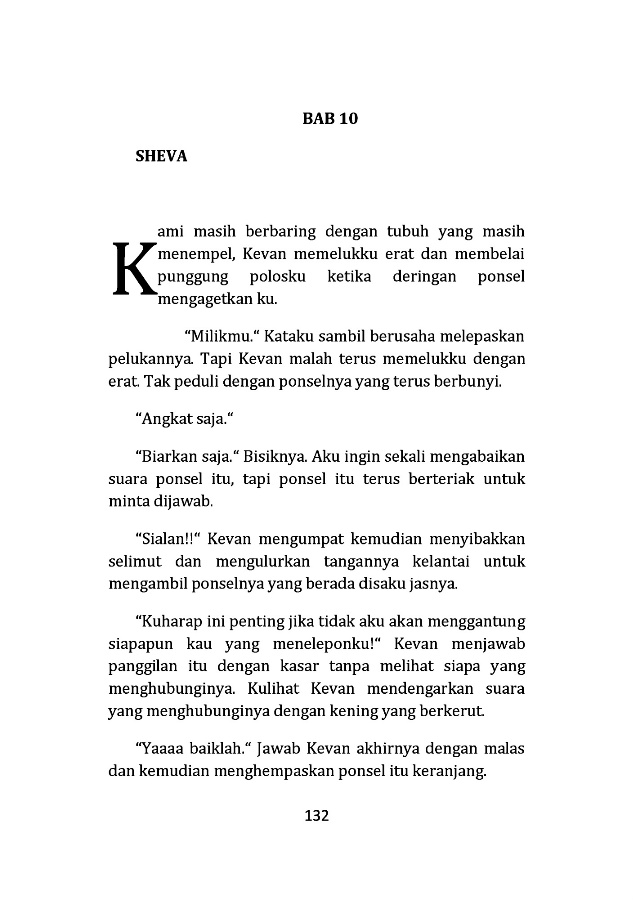 BAB 10
SHEVA
Kami masih berbaring dengan tubuh yang masih
menempel, Kevan memelukku erat dan membelai
punggung polosku ketika deringan ponsel
mengagetkan ku.
“Milikmu.“ Kataku sambil berusaha melepaskan
pelukannya. Tapi Kevan malah terus memelukku dengan
erat. Tak peduli dengan ponselnya yang terus berbunyi.
“Angkat saja.“
“Biarkan saja.“ Bisiknya. Aku ingin sekali mengabaikan
suara ponsel itu, tapi ponsel itu terus berteriak untuk
minta dijawab.
“Sialan!!“ Kevan mengumpat kemudian menyibakkan
selimut dan mengulurkan tangannya kelantai untuk
mengambil ponselnya yang berada disaku jasnya.
“Kuharap ini penting jika tidak aku akan menggantung
siapapun kau yang meneleponku!“ Kevan menjawab
panggilan itu dengan kasar tanpa melihat siapa yang
menghubunginya. Kulihat Kevan mendengarkan suara
yang menghubunginya dengan kening yang berkerut.
“Yaaaa baiklah.“ Jawab Kevan akhirnya dengan malas
dan kemudian menghempaskan ponsel itu keranjang.
132